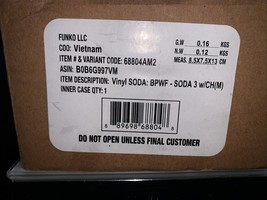 FUNKO LLC
COO: Vietnam
ITEM # & VARIANT CODE: 68804AM2
ASIN: B0B6G997VM
ITEM DESCRIPTION: Vinyl SODA: BPWF - SODA 3 w/CH(M)
INNER CASE QTY: 1
G.W 0.16 KGS
N.W 0.12 KGS
MEAS. 8.5X7.5X13 CM
8 89698 68804 8
DO NOT OPEN UNLESS FINAL CUSTOMER